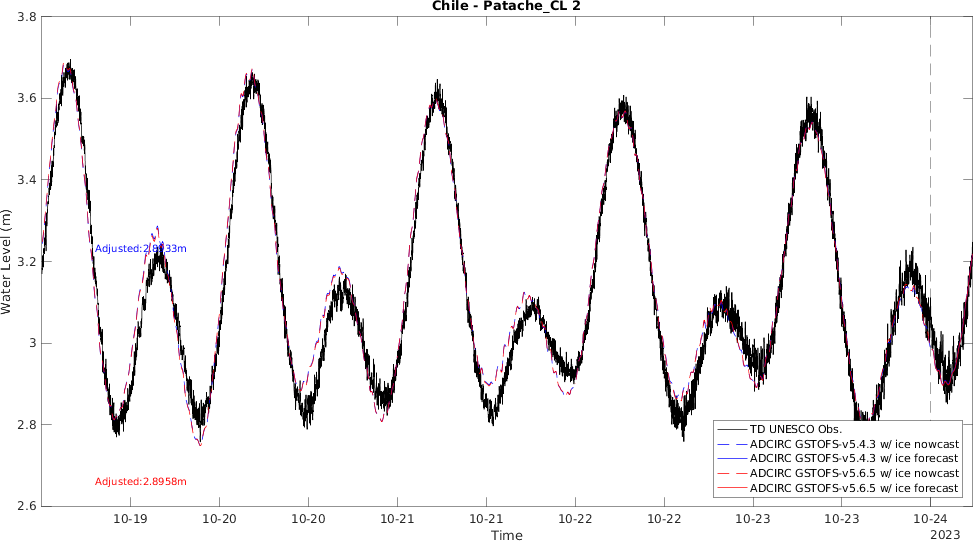 Chile - Patache_CL 2
3.8
3.6
3.4
3.2
3
2.8
2.6
Water Level (m)
Adjusted:2.8933m
Adjusted:2.8958m
TD UNESCO Obs.
ADCIRC GSTOFS-v5.4.3 w/ ice nowcast
ADCIRC GSTOFS-v5.4.3 w/ ice forecast
ADCIRC GSTOFS-v5.6.5 w/ ice nowcast
ADCIRC GSTOFS-v5.6.5 w/ ice forecast
10-19 10-20 10-20 10-21 10-21 10-22 10-22 10-23 10-23 10-24
Time 2023